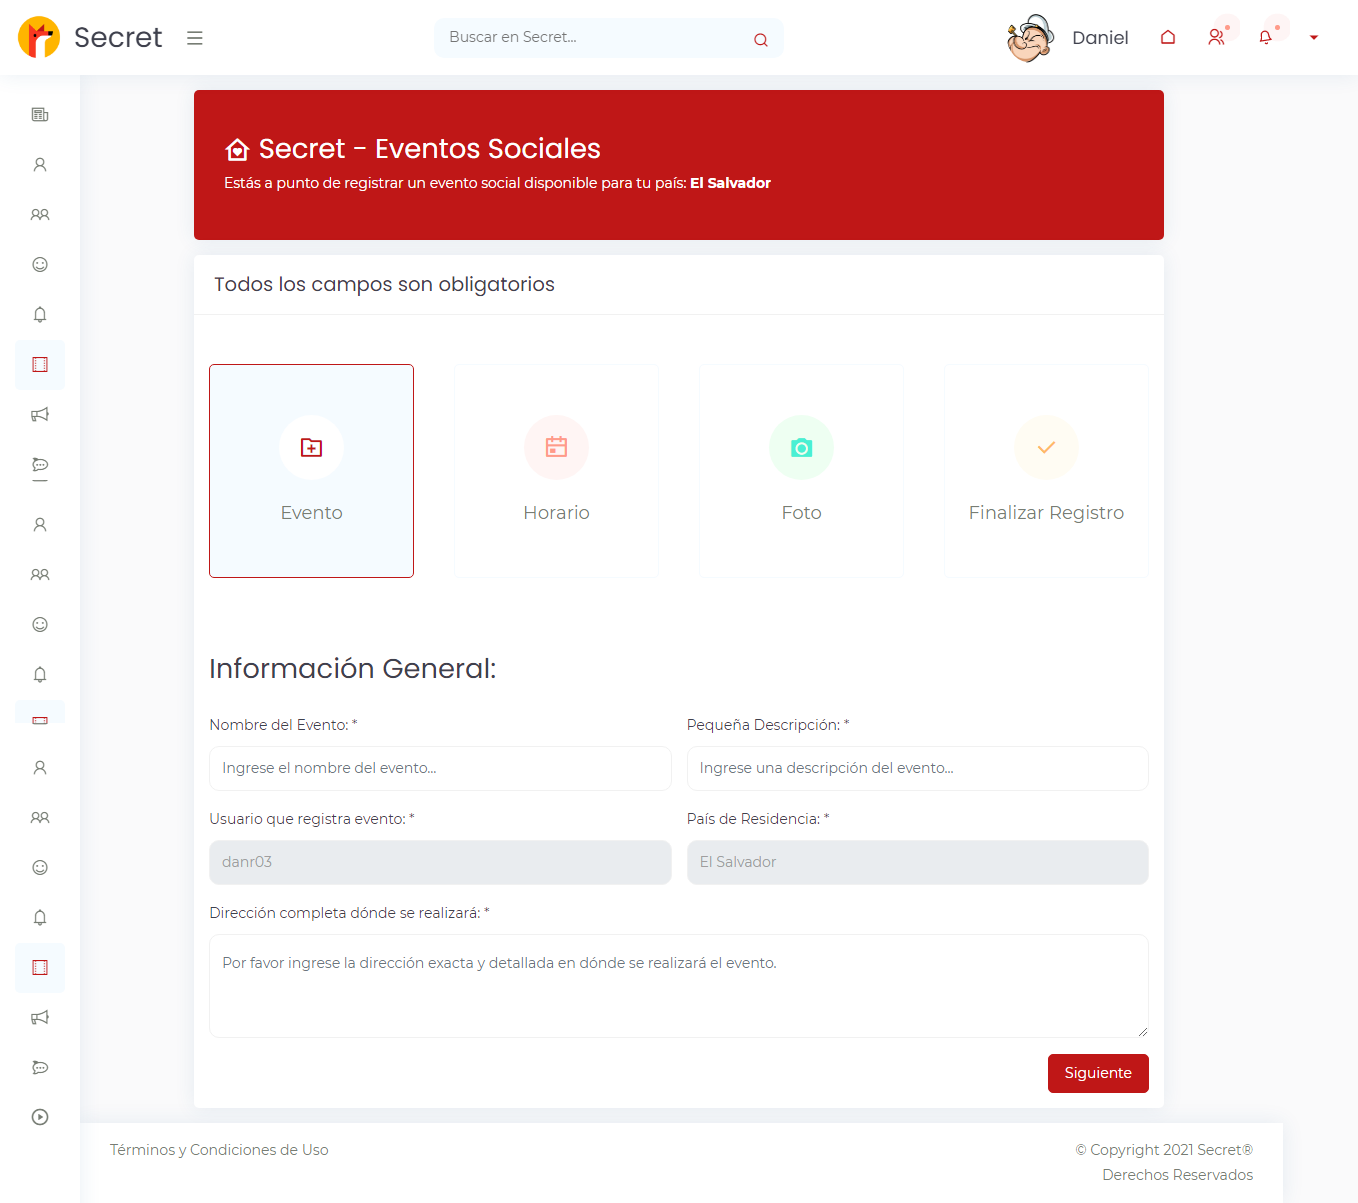 Secret
Buscar en Secret...
Daniel
Secret - Eventos Sociales
Estás a punto de registrar un evento social disponible para tu país: El Salvador
Todos los campos son obligatorios
Evento
Horario
Foto
Finalizar Registro
Información General:
Nombre del Evento: *
Pequeña Descripción: *
Ingrese el nombre del evento...
Ingrese una descripción del evento...
Usuario que registra evento: *
País de Residencia: *
danr03
El Salvador
Dirección completa dónde se realizará: *
Por favor ingrese la dirección exacta y detallada en dónde se realizará el evento.
Siguiente
Términos y Condiciones de Uso
© Copyright 2021 Secret®
Derechos Reservados